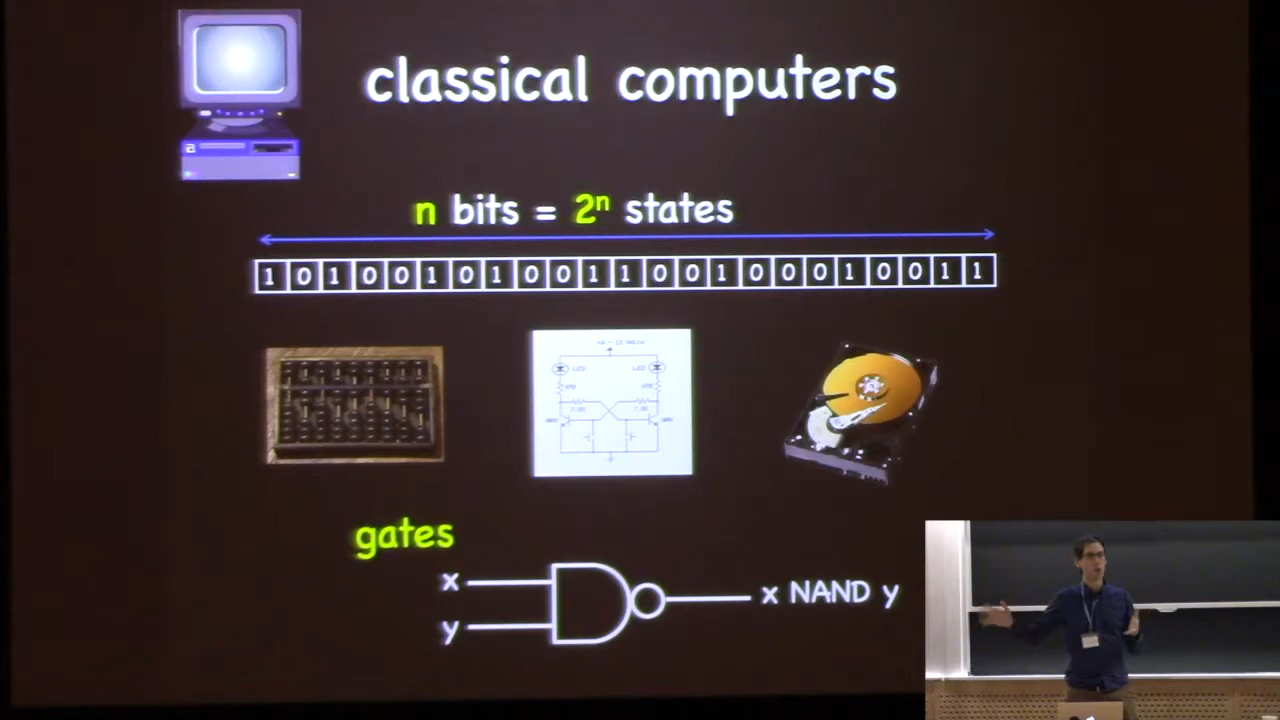 classical computers
n bits = 2ⁿ states
1 0 1 0 0 1 0 1 0 0 1 1 0 0 1 0 0 0 1 0 0 1 1
gates
x
y
x NAND y